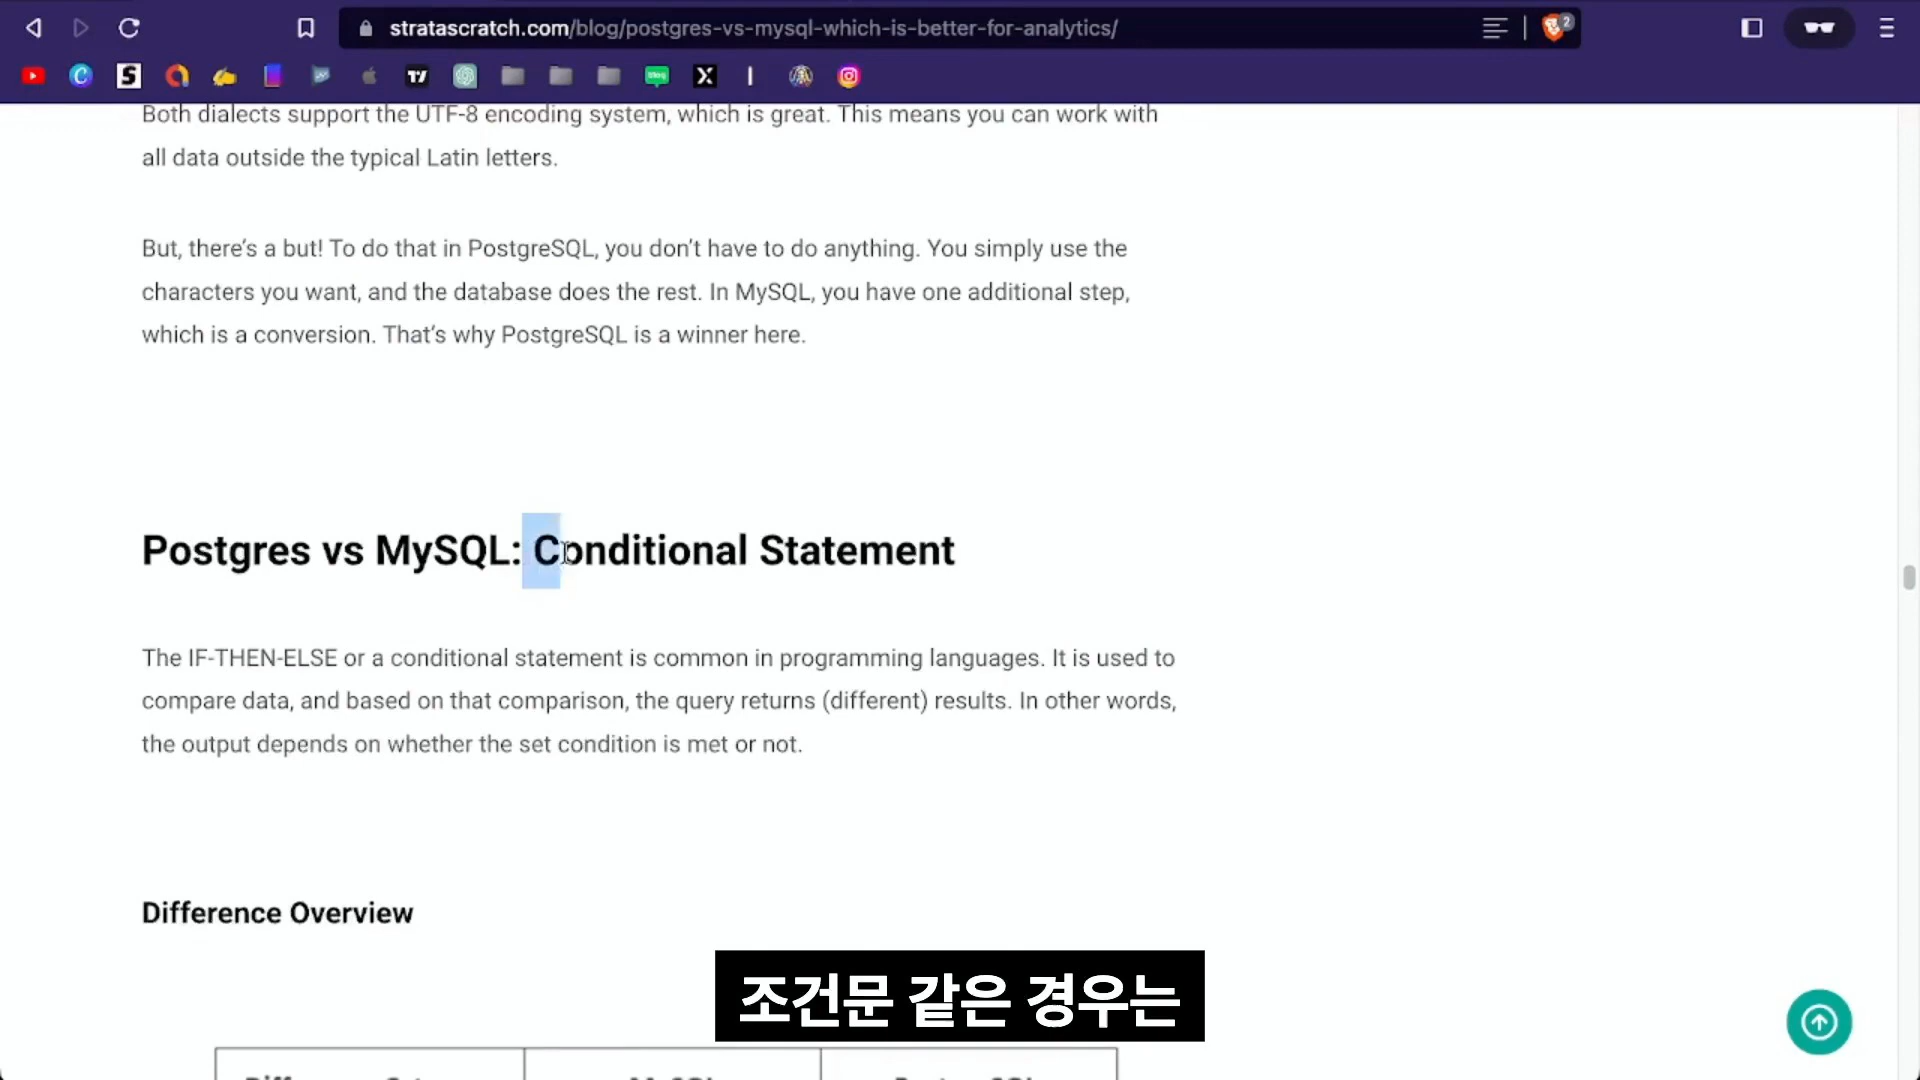 stratascratch.com/blog/postgres-vs-mysql-which-is-better-for-analytics/
2
blog
X
Both dialects support the UTF-8 encoding system, which is great. This means you can work with
all data outside the typical Latin letters.
But, there's a but! To do that in PostgreSQL, you don't have to do anything. You simply use the
characters you want, and the database does the rest. In MySQL, you have one additional step,
which is a conversion. That's why PostgreSQL is a winner here.
Postgres vs MySQL: Conditional Statement
The IF-THEN-ELSE or a conditional statement is common in programming languages. It is used to
compare data, and based on that comparison, the query returns (different) results. In other words,
the output depends on whether the set condition is met or not.
Difference Overview
조건문 같은 경우는